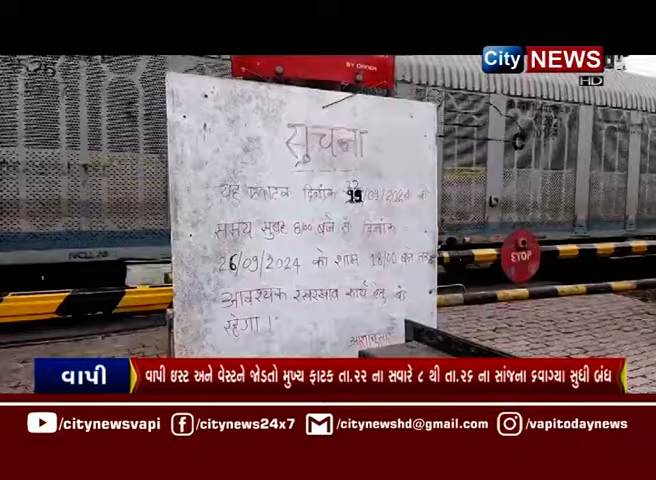 City NEWS
HD
BY ORDER
सूचना
यह फाटक दिनांक 22/09/2024 को
समय सुबह 8/00 बजे से दिनांक
26/09/2024 को शाम 18/00 बजे तक
आवश्यक रखरखाव कार्य हेतु बंद
रहेगा।
STOP
વાપી
વાપી ઇસ્ટ અને વેસ્ટને જોડતો મુખ્ય ફાટક તા.૨૨ ના સવારે ૮ થી તા.૨૬ ના સાંજના ૬વાગ્યા સુધી બંધ
/citynewsvapi
/citynews24x7
/citynewshd@gmail.com
/vapitodaynews